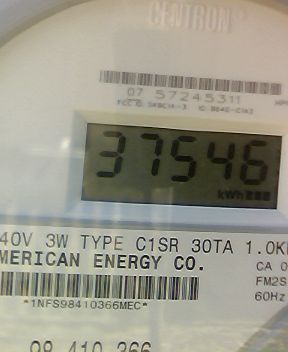 CENTRON
07 57245311
37546
kWh
40V 3W TYPE C1SR 30TA 1.0K
MERICAN ENERGY CO.
CA 0
FM2S
60Hz
*1NFS98410366MEC*
98 410 366